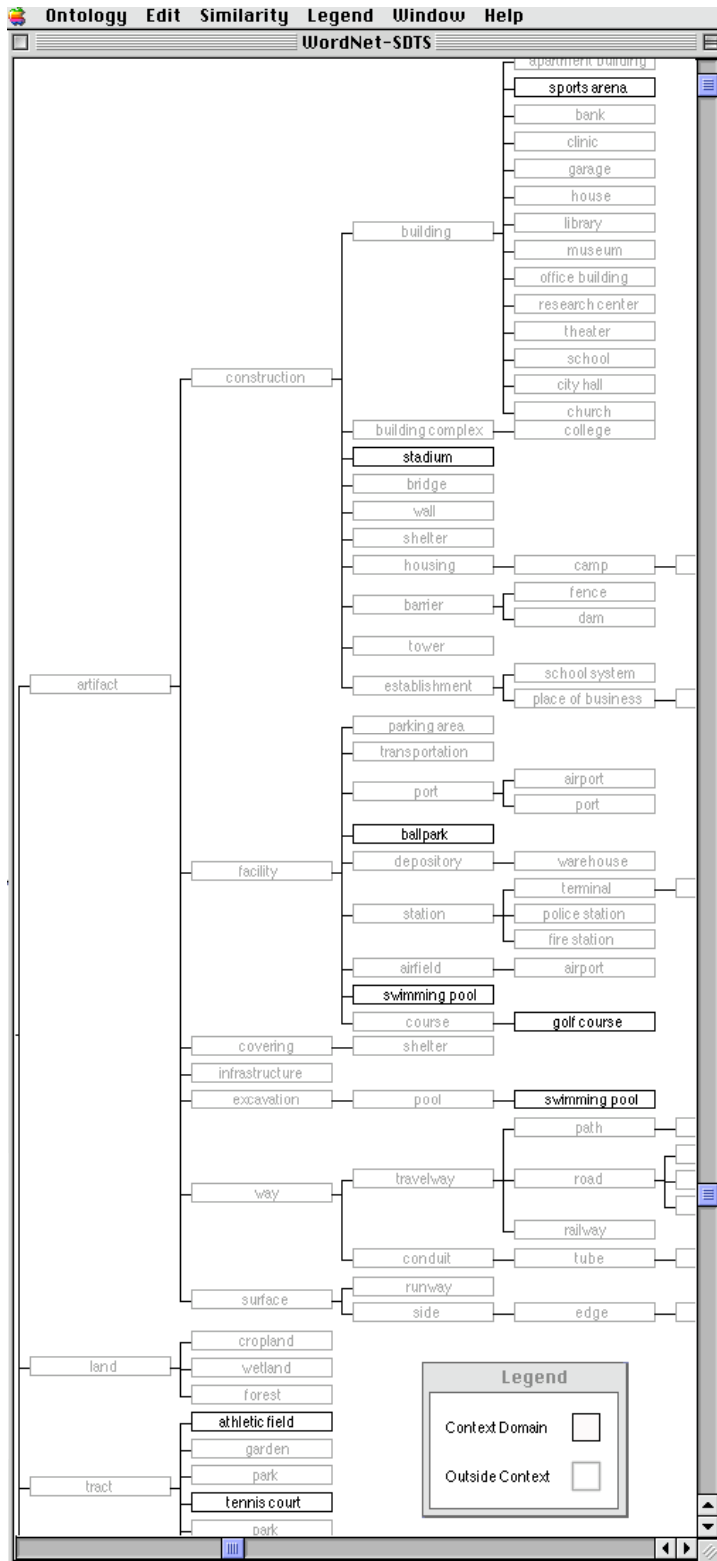 Ontology Edit Similarity Legend Window Help
WordNet-SDTS
apartment building
sports arena
bank
clinic
garage
house
library
building
museum
office building
research center
theater
school
construction
city hall
church
building complex
college
stadium
bridge
wall
shelter
housing
camp
fence
barrier
dam
tower
school system
artifact
establishment
place of business
parking area
transportation
airport
port
port
ballpark
depository
warehouse
facility
terminal
station
police station
fire station
airfield
airport
swimming pool
course
golf course
covering
shelter
infrastructure
excavation
pool
swimming pool
path
travelway
road
way
railway
conduit
tube
runway
surface
side
edge
cropland
land
wetland
forest
Legend
athletic field
Context Domain
garden
park
Outside Context
tract
tennis court
park